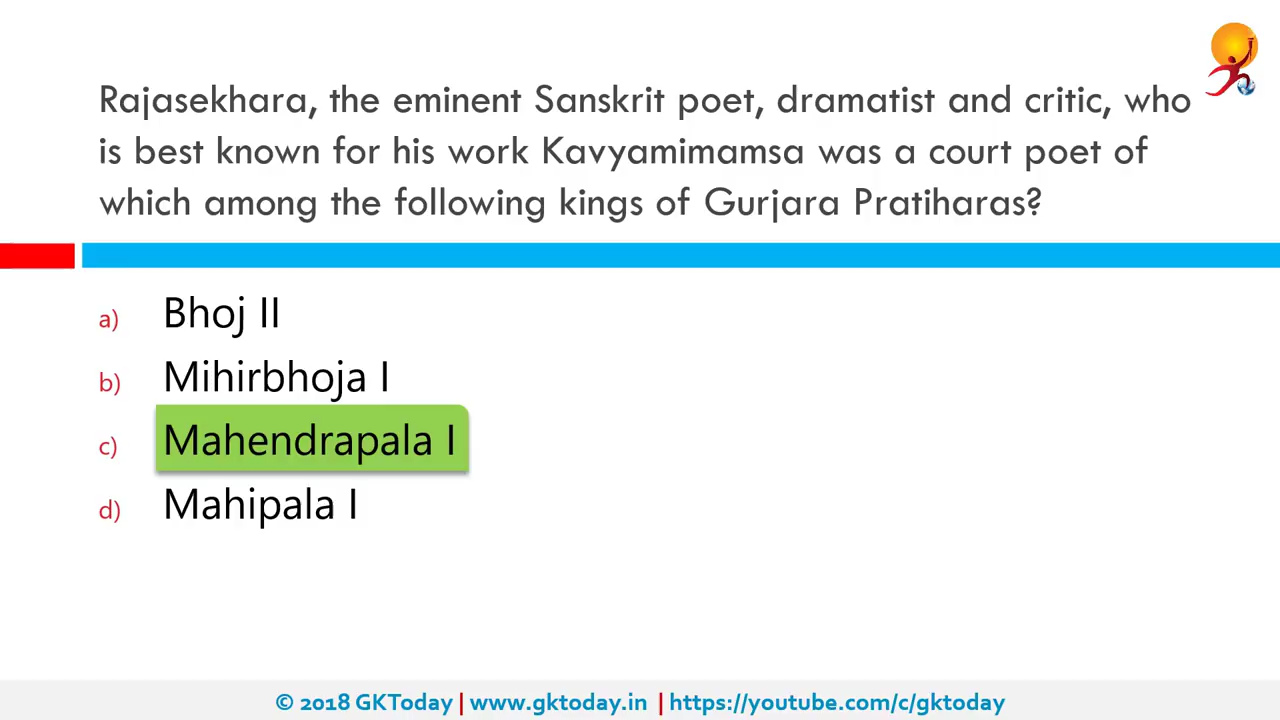 Rajasekhara, the eminent Sanskrit poet, dramatist and critic, who
is best known for his work Kavyamimamsa was a court poet of
which among the following kings of Gurjara Pratiharas?
a) Bhoj II
b) Mihirbhoja I
c) Mahendrapala I
d) Mahipala I
© 2018 GKToday | www.gktoday.in | https://youtube.com/c/gktoday